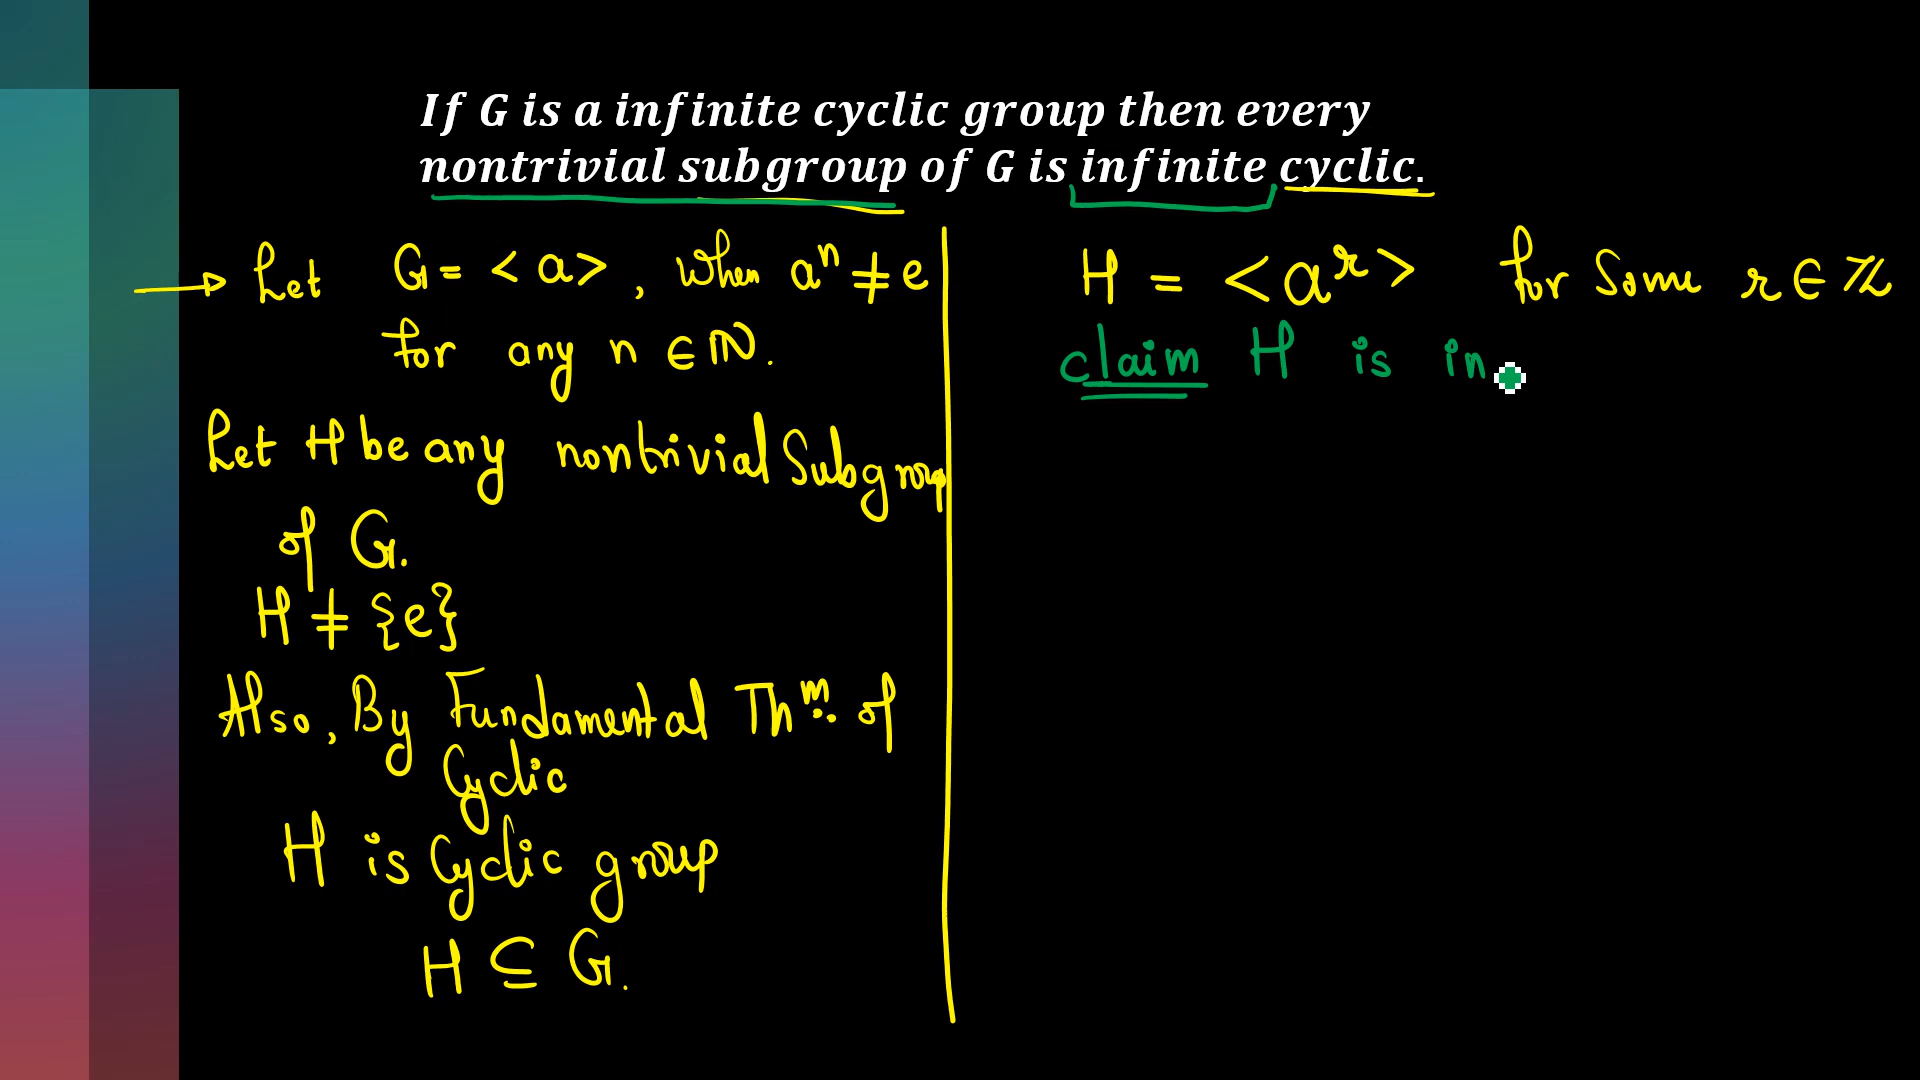 If G is a infinite cyclic group then every
nontrivial subgroup of G is infinite cyclic.
Let G = <a>, when aⁿ ≠ e
for any n ∈ ℕ.
Let H be any nontrivial Subgroup
of G.
H ≠ {e}
Also, By Fundamental Thᵐ. of
Cyclic
H is Cyclic group
H ⊆ G.
H = <aʳ> for Some r ∈ ℤ
claim H is in